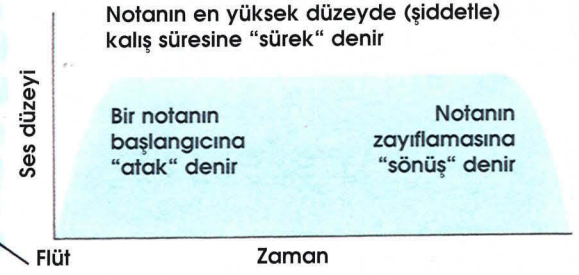 Notanın en yüksek düzeyde (şiddetle)
kalış süresine “sürek“ denir
Ses düzeyi
Bir notanın
başlangıcına
“atak“ denir
Notanın
zayıflamasına
“sönüş“ denir
Flüt
Zaman